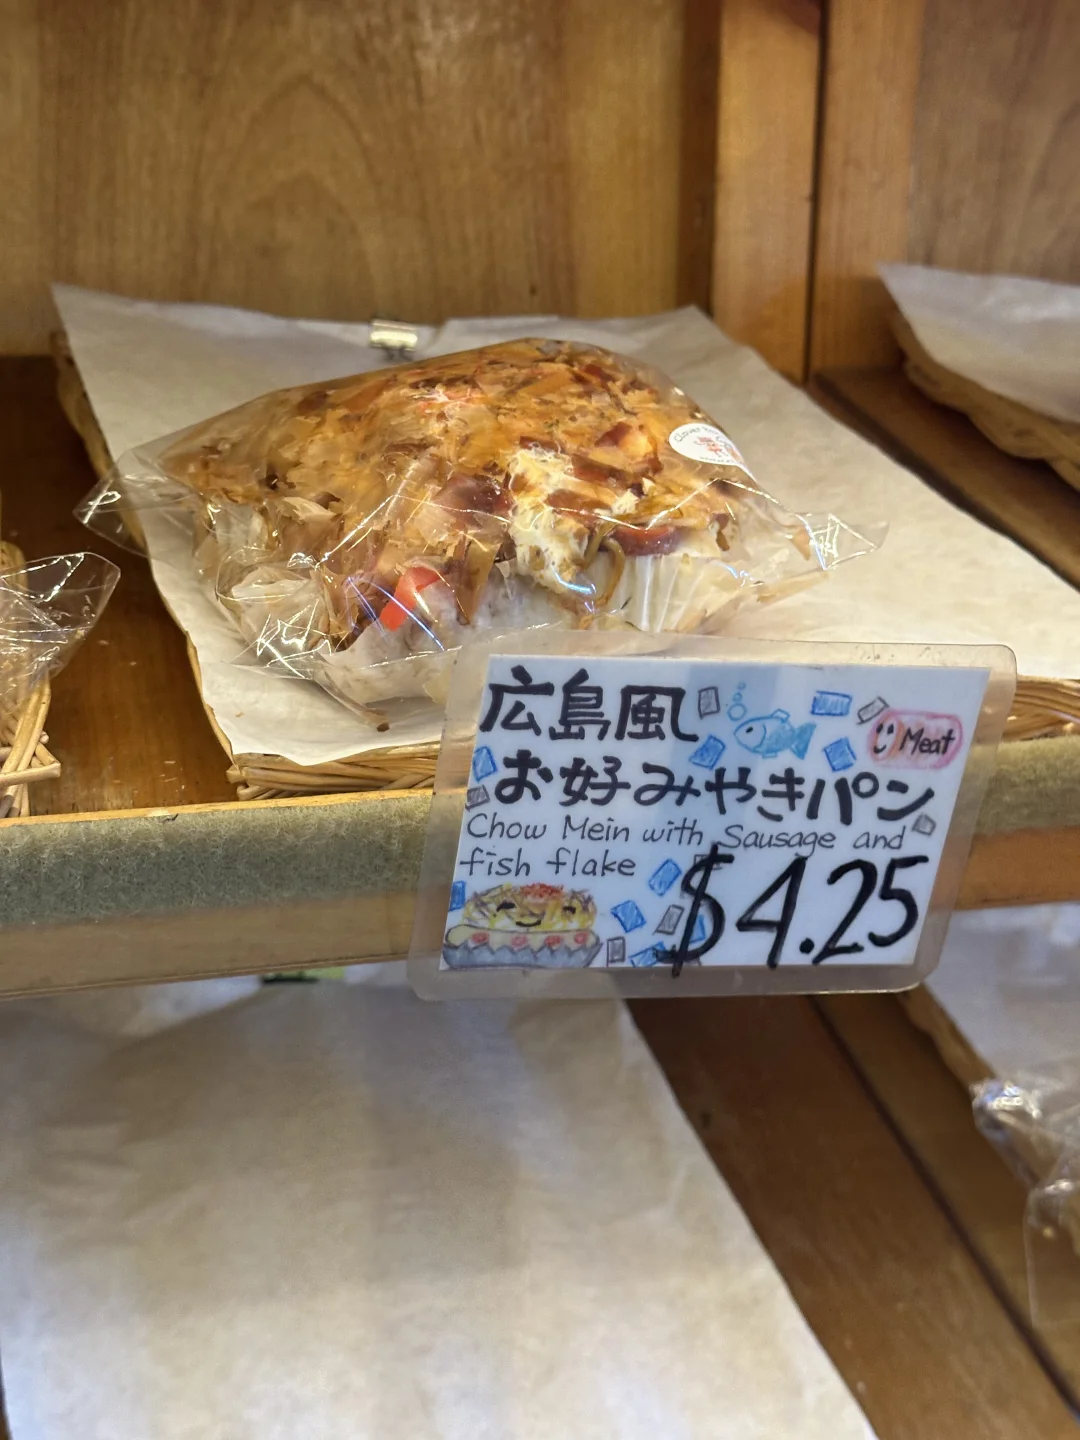 広島風
Meat
お好みやきパン
Chow Mein with Sausage and
fish flake
$4.25
Clover